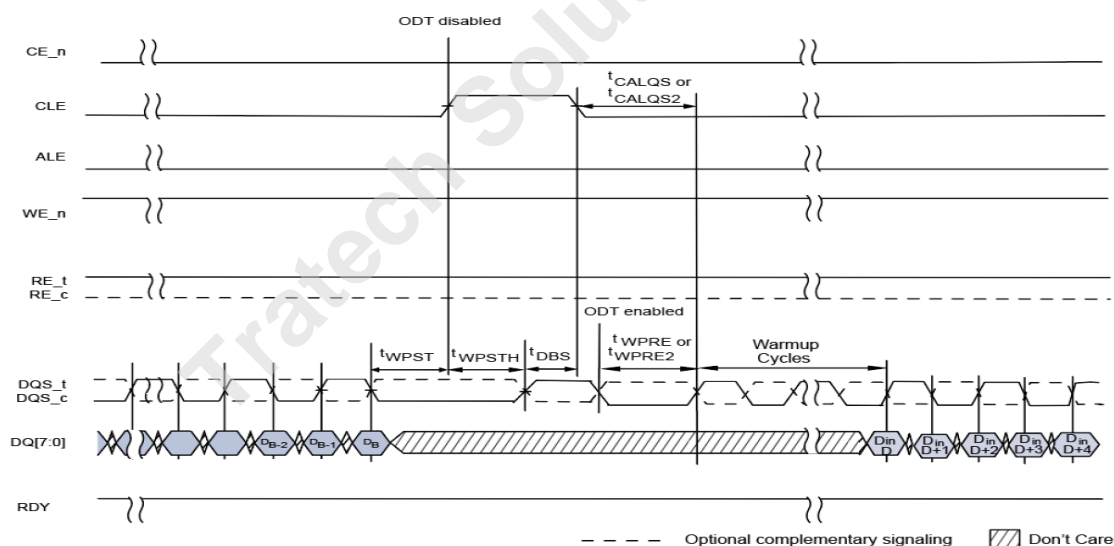 ODT disabled
CE_n
CLE
tCALQS or
tCALQS2
ALE
WE_n
RE_t
RE_c
ODT enabled
tWPST
tWPSTH
tDBS
tWPRE or
tWPRE2
Warmup
Cycles
DQS_t
DQS_c
DQ[7:0]
DB-2
DB-1
DB
Din
D
Din
D+1
Din
D+2
Din
D+3
Din
D+4
RDY
Optional complementary signaling
Don't Care
Tratech Solu